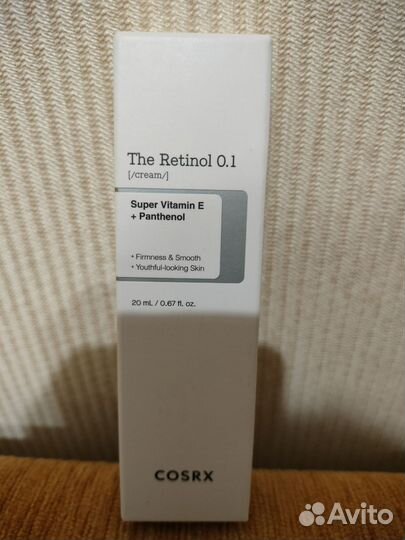 The Retinol 0.1
[/cream/]
Super Vitamin E
+ Panthenol
• Firmness & Smooth
• Youthful-looking Skin
20 mL / 0.67 fl. oz.
COSRX
Avito